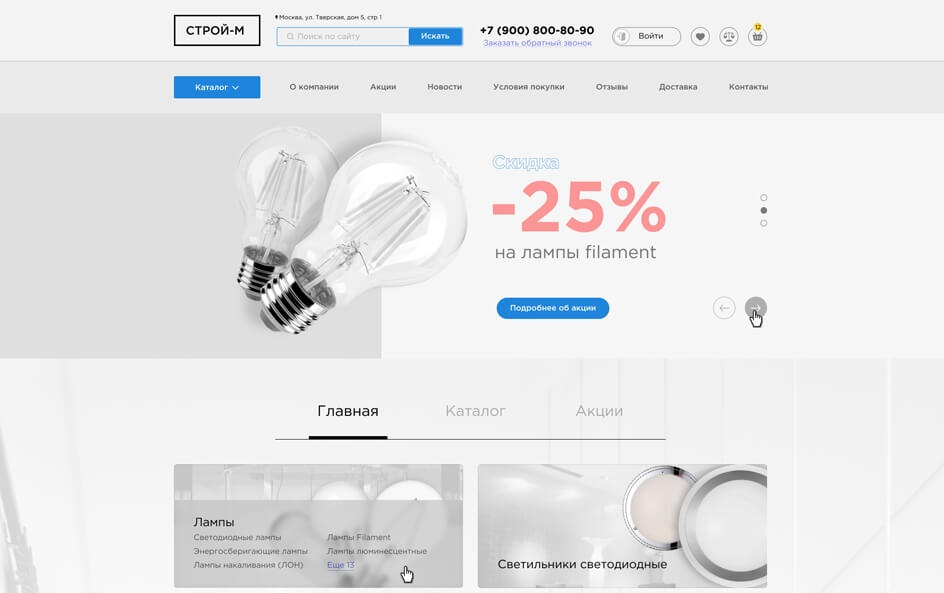 СТРОЙ-М
Москва, ул. Тверская, дом 5, стр 1
Поиск по сайту
Искать
+7 (900) 800-80-90
Заказать обратный звонок
Войти
12
Каталог
О компании
Акции
Новости
Условия покупки
Отзывы
Доставка
Контакты
Скидка
-25%
на лампы filament
Подробнее об акции
Главная
Каталог
Акции
Лампы
Светодиодные лампы
Лампы Filament
Энергосберигающие лампы
Лампы люминесцентные
Лампы накаливания (ЛОН)
Еще 13
Светильники светодиодные